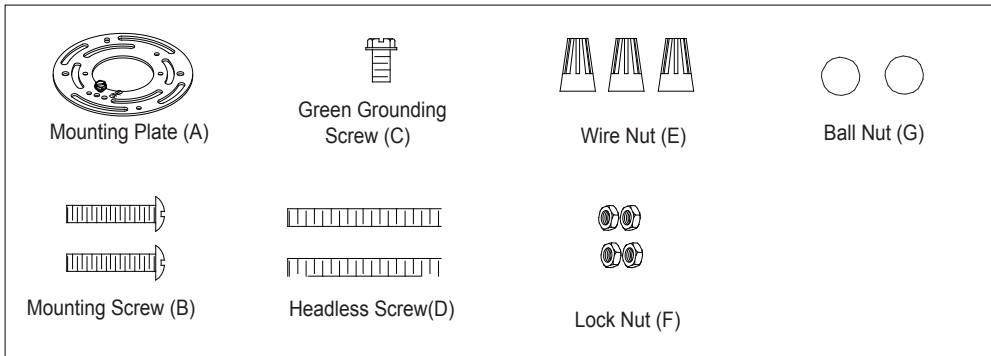 Mounting Plate (A)
Green Grounding
Screw (C)
Wire Nut (E)
Ball Nut (G)
Mounting Screw (B)
Headless Screw(D)
Lock Nut (F)